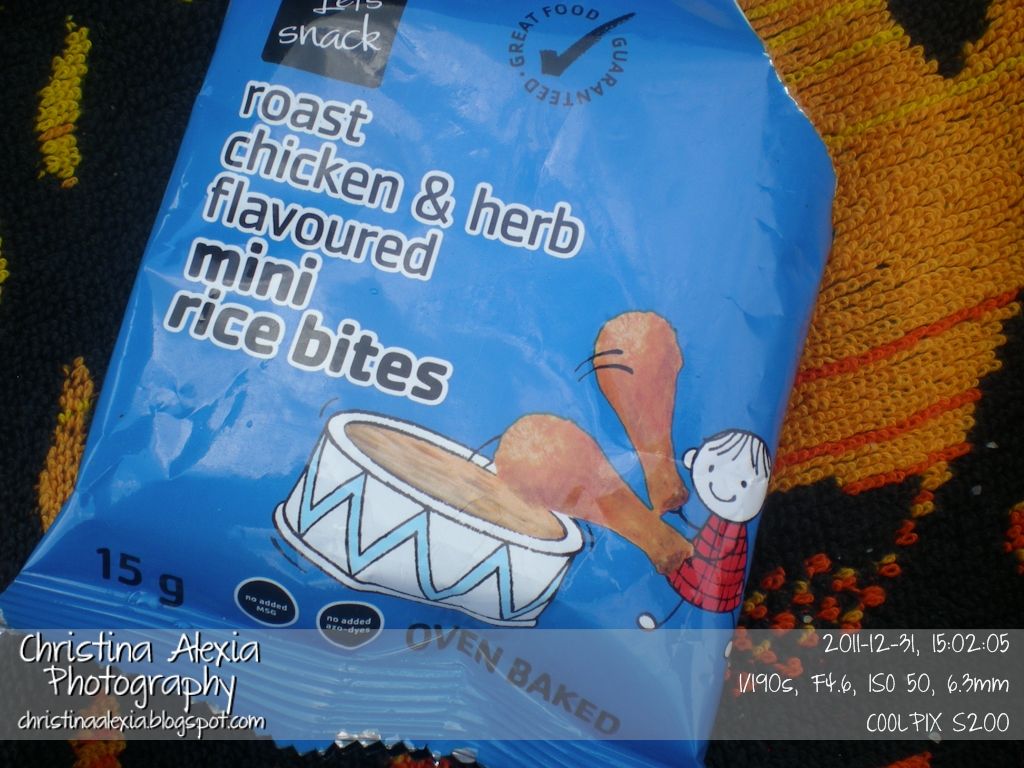 Let's
snack
GREAT FOOD GUARANTEED
roast
chicken & herb
flavoured
mini
rice bites
15 g
no added
MSG
no added
azo-dyes
OVEN BAKED
Christina Alexia
Photography
christinaalexia.blogspot.com
2011-12-31, 15:02:05
1/190s, F4.6, ISO 50, 6.3mm
COOLPIX S200